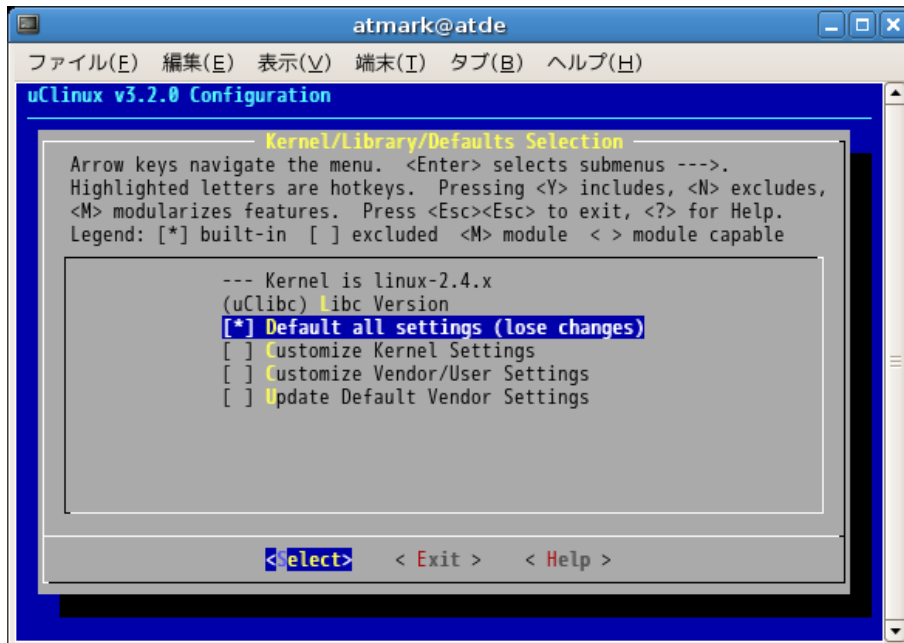 atmark@atde
ファイル(F) 編集(E) 表示(V) 端末(T) タブ(B) ヘルプ(H)
uClinux v3.2.0 Configuration
Kernel/Library/Defaults Selection
Arrow keys navigate the menu. <Enter> selects submenus --->.
Highlighted letters are hotkeys. Pressing <Y> includes, <N> excludes,
<M> modularizes features. Press <Esc><Esc> to exit, <?> for Help.
Legend: [*] built-in [ ] excluded <M> module < > module capable
--- Kernel is linux-2.4.x
(uClibc) Libc Version
[*] Default all settings (lose changes)
[ ] Customize Kernel Settings
[ ] Customize Vendor/User Settings
[ ] Update Default Vendor Settings
<Select> < Exit > < Help >